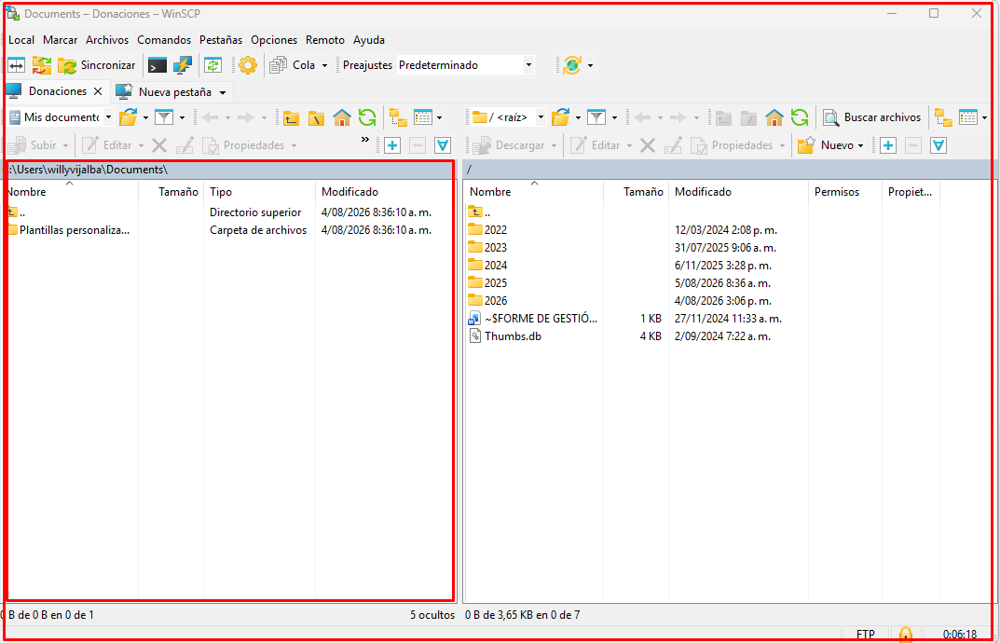 Documents – Donaciones – WinSCP
Local Marcar Archivos Comandos Pestañas Opciones Remoto Ayuda
Sincronizar Cola Preajustes Predeterminado
Donaciones Nueva pestaña
Mis documento / <raíz> Buscar archivos
Subir Editar Propiedades » Descargar Editar Propiedades Nuevo
:\Users\willyvijalba\Documents\ /
Nombre Tamaño Tipo Modificado Nombre Tamaño Modificado Permisos Propiet...
.. Directorio superior 4/08/2026 8:36:10 a. m. ..
Plantillas personaliza... Carpeta de archivos 4/08/2026 8:36:10 a. m. 2022 12/03/2024 2:08 p. m.
2023 31/07/2025 9:06 a. m.
2024 6/11/2025 3:28 p. m.
2025 5/08/2026 8:36 a. m.
2026 4/08/2026 3:06 p. m.
~$FORME DE GESTIÓ... 1 KB 27/11/2024 11:33 a. m.
Thumbs.db 4 KB 2/09/2024 7:22 a. m.
0 B de 0 B en 0 de 1 5 ocultos 0 B de 3,65 KB en 0 de 7
FTP 0:06:18